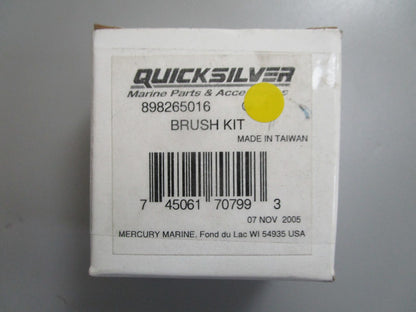 QUICKSILVER
Marine Parts & Accessories
898265016
BRUSH KIT
MADE IN TAIWAN
7 45061 70799 3
07 NOV 2005
MERCURY MARINE, Fond du Lac WI 54935 USA